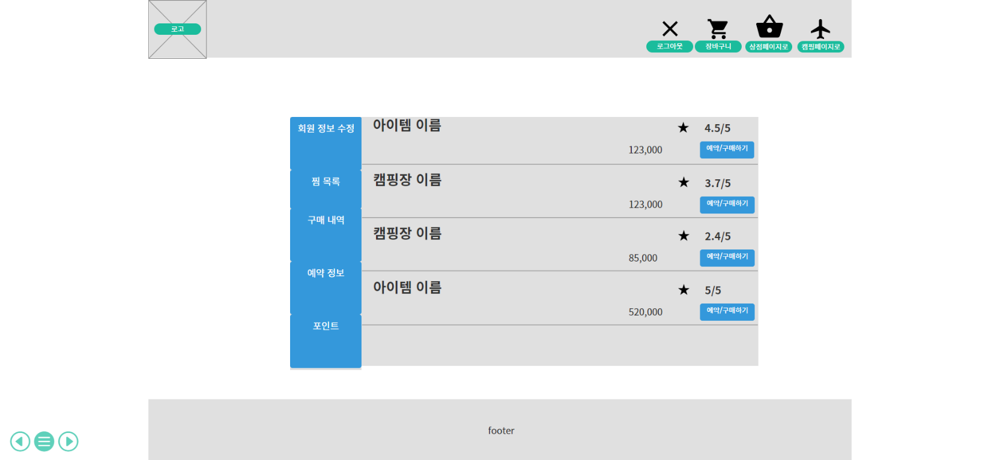 로고
로그아웃
장바구니
상점페이지로
캠핑페이지로
회원 정보 수정
찜 목록
구매 내역
예약 정보
포인트
아이템 이름
4.5/5
123,000
예약/구매하기
캠핑장 이름
3.7/5
123,000
예약/구매하기
캠핑장 이름
2.4/5
85,000
예약/구매하기
아이템 이름
5/5
520,000
예약/구매하기
footer